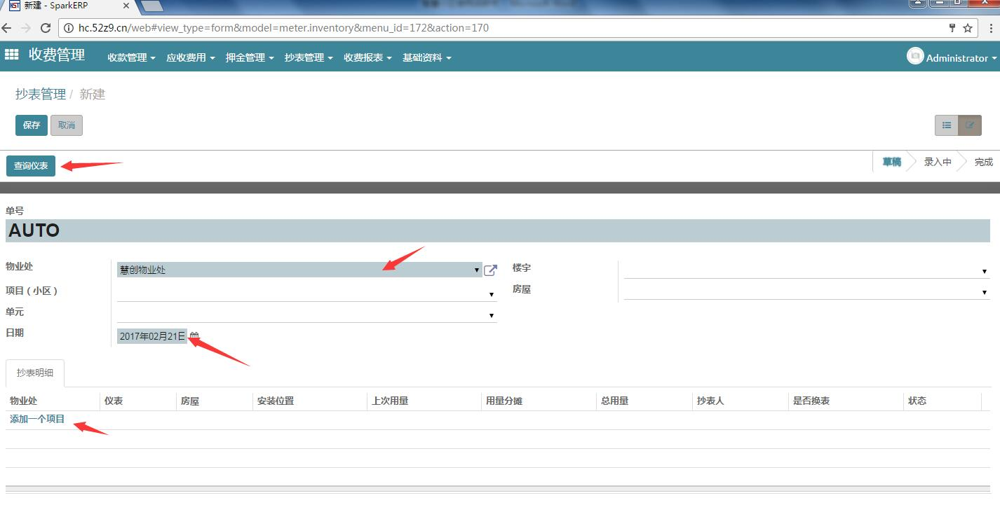 新建 - SparkERP
hc.52z9.cn/web#view_type=form&model=meter.inventory&menu_id=172&action=170
收费管理 收款管理 应收费用 押金管理 抄表管理 收费报表 基础资料 Administrator
抄表管理 / 新建
保存 取消
查询仪表 草稿 录入中 完成
单号
AUTO
物业处 慧创物业处 楼宇
项目（小区） 房屋
单元
日期 2017年02月21日
抄表明细
物业处 仪表 房屋 安装位置 上次用量 用量分摊 总用量 抄表人 是否换表 状态
添加一个项目